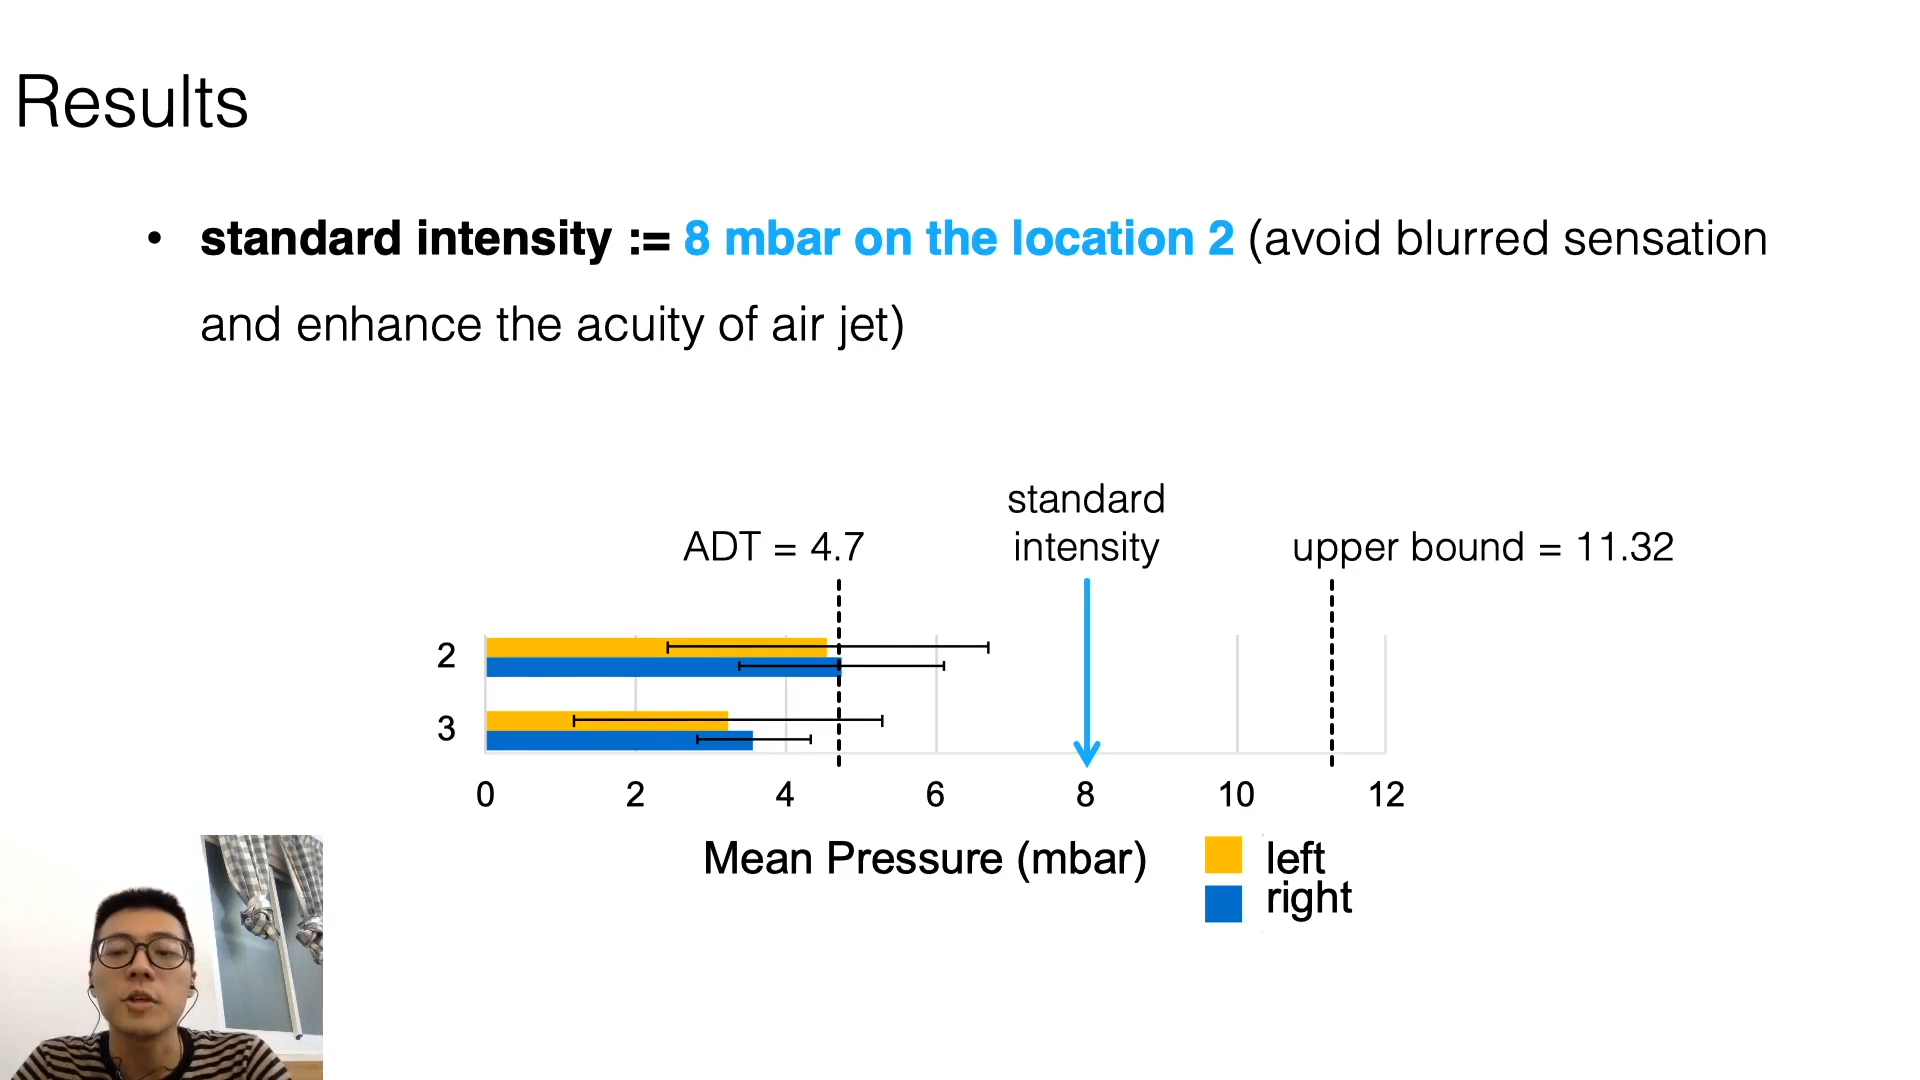 Results
• standard intensity := 8 mbar on the location 2 (avoid blurred sensation
and enhance the acuity of air jet)
standard
intensity
ADT = 4.7
upper bound = 11.32
2
3
0 2 4 6 8 10 12
Mean Pressure (mbar)
left
right